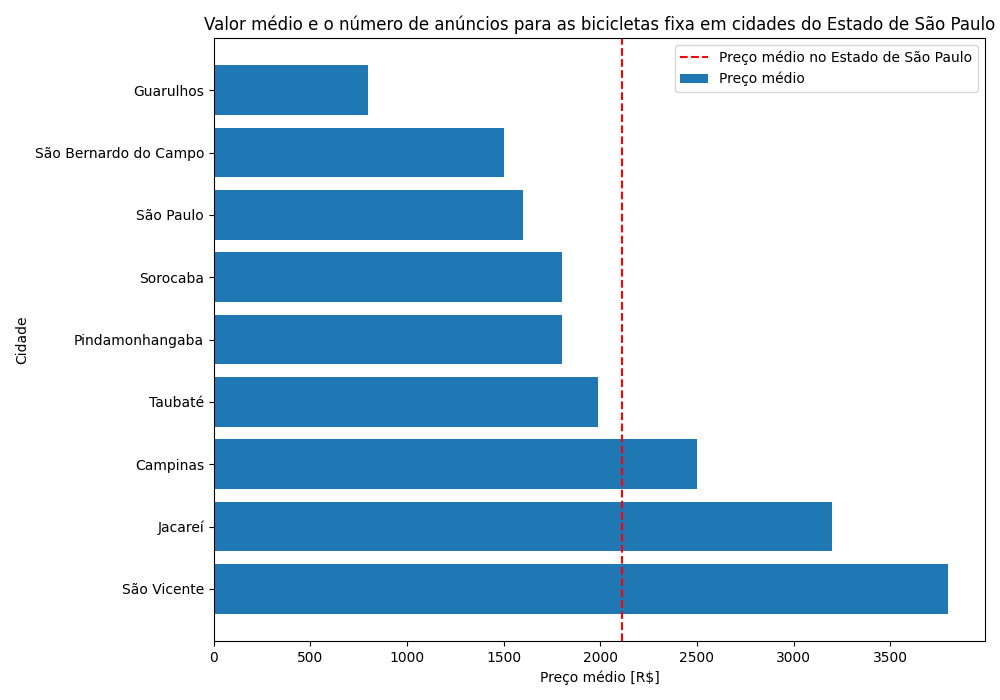 Valor médio e o número de anúncios para as bicicletas fixa em cidades do Estado de São Paulo
Preço médio no Estado de São Paulo
Preço médio
Cidade
Guarulhos
São Bernardo do Campo
São Paulo
Sorocaba
Pindamonhangaba
Taubaté
Campinas
Jacareí
São Vicente
0 500 1000 1500 2000 2500 3000 3500
Preço médio [R$]